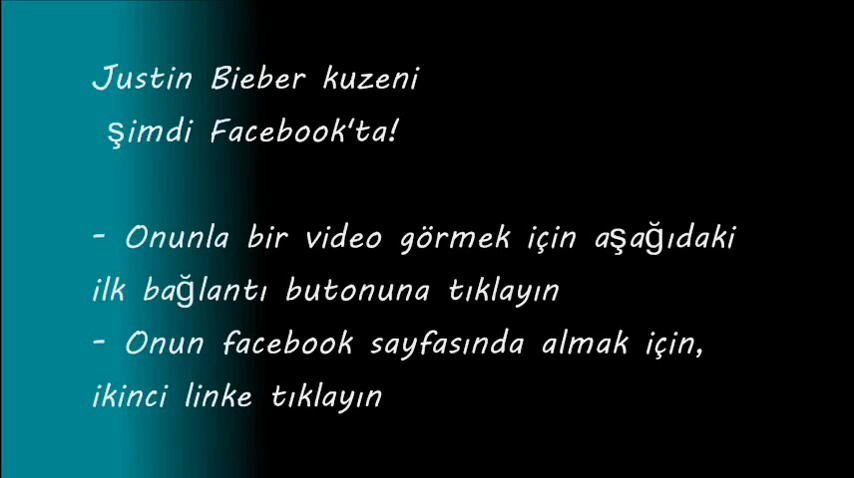 Justin Bieber kuzeni
şimdi Facebook'ta!
- Onunla bir video görmek için aşağıdaki
ilk bağlantı butonuna tıklayın
- Onun facebook sayfasında almak için,
ikinci linke tıklayın